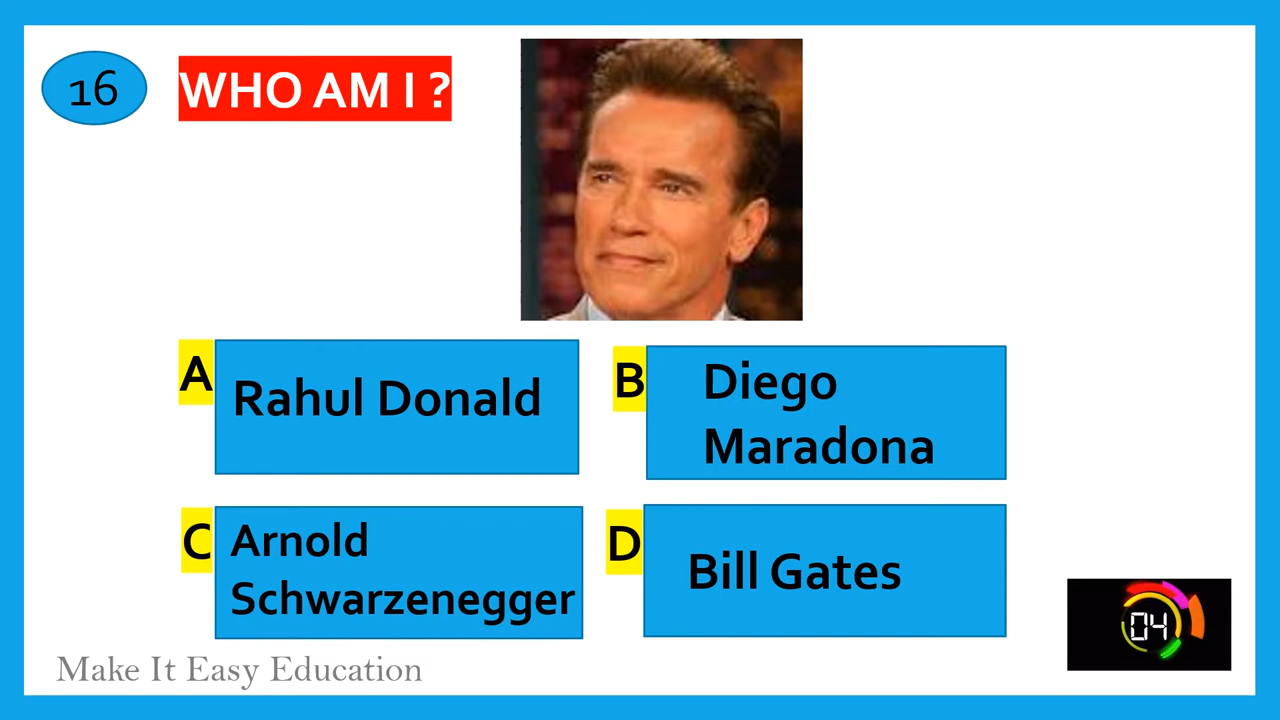 16
WHO AM I ?
A
Rahul Donald
B
Diego
Maradona
C
Arnold
Schwarzenegger
D
Bill Gates
04
Make It Easy Education